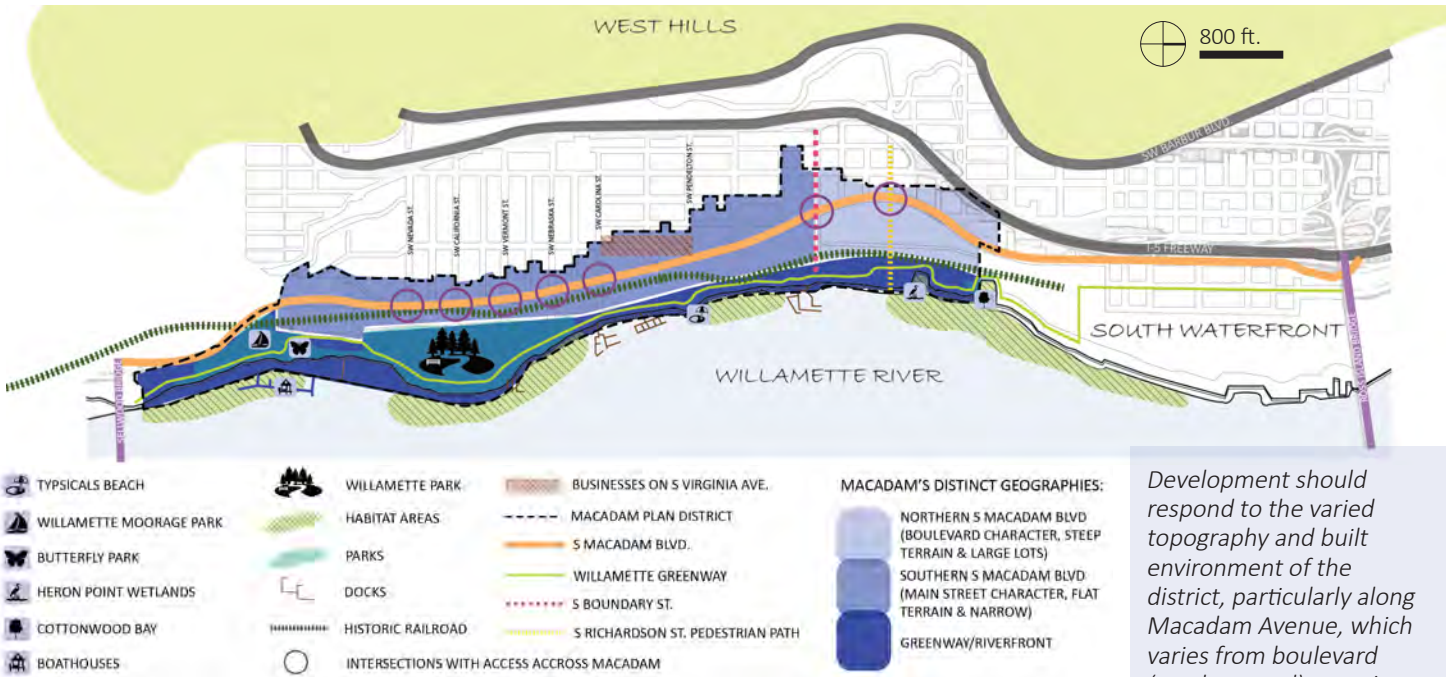 WEST HILLS
800 ft.
SW BARBUR BLVD
SW NEVADA ST.
SW CALIFORNIA ST.
SW VERMONT ST.
SW NEBRASKA ST.
SW CAROLINA ST.
SW PENDELTON ST.
I-5 FREEWAY
SOUTH WATERFRONT
WILLAMETTE RIVER
SELLWOOD BRIDGE
ROSS ISLAND BRIDGE
TYPSICALS BEACH
WILLAMETTE MOORAGE PARK
BUTTERFLY PARK
HERON POINT WETLANDS
COTTONWOOD BAY
BOATHOUSES
WILLAMETTE PARK
HABITAT AREAS
PARKS
DOCKS
HISTORIC RAILROAD
INTERSECTIONS WITH ACCESS ACCROSS MACADAM
BUSINESSES ON S VIRGINIA AVE.
MACADAM PLAN DISTRICT
S MACADAM BLVD.
WILLAMETTE GREENWAY
S BOUNDARY ST.
S RICHARDSON ST. PEDESTRIAN PATH
MACADAM'S DISTINCT GEOGRAPHIES:
NORTHERN S MACADAM BLVD
(BOULEVARD CHARACTER, STEEP
TERRAIN & LARGE LOTS)
SOUTHERN S MACADAM BLVD
(MAIN STREET CHARACTER, FLAT
TERRAIN & NARROW)
GREENWAY/RIVERFRONT
Development should
respond to the varied
topography and built
environment of the
district, particularly along
Macadam Avenue, which
varies from boulevard